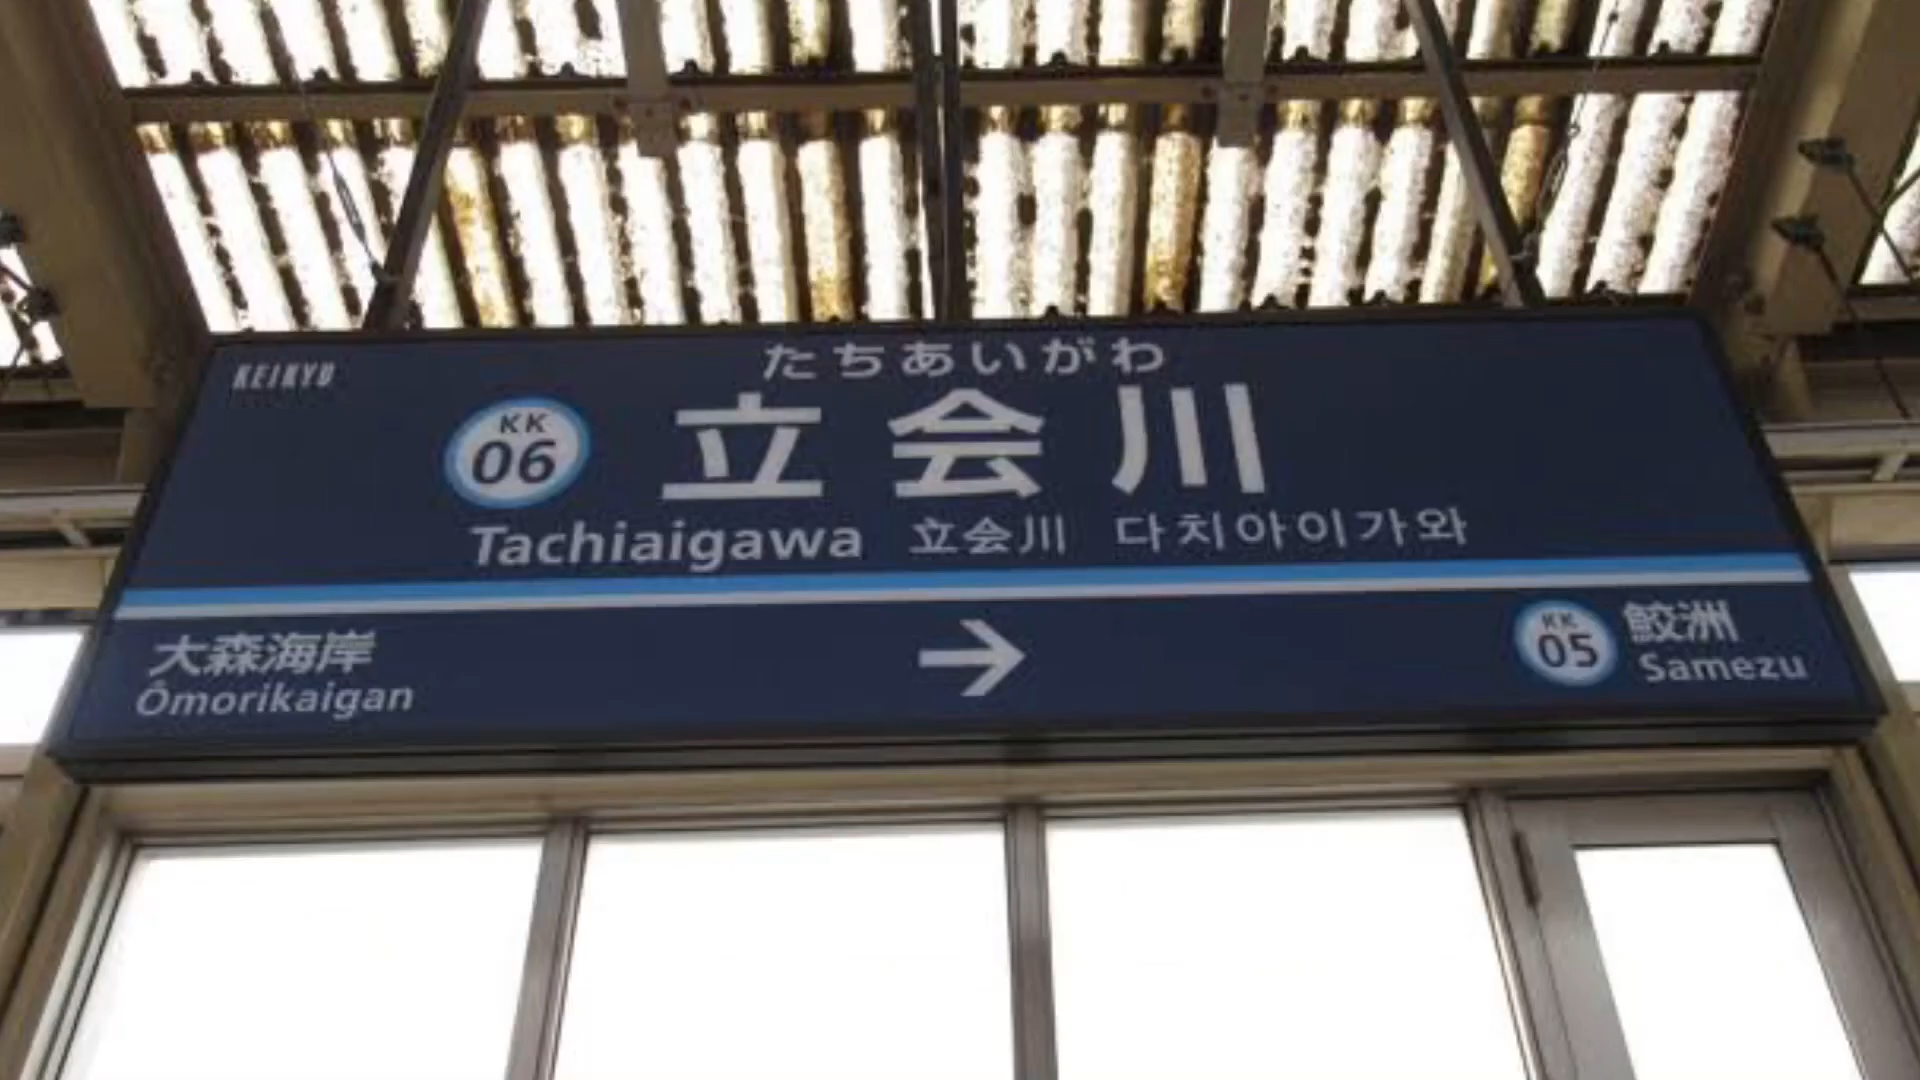 KEIKYU
たちあいがわ
KK
06
立会川
Tachiaigawa 立会川 다치아이가와
大森海岸
Ōmorikaigan
→
KK
05
鮫洲
Samezu